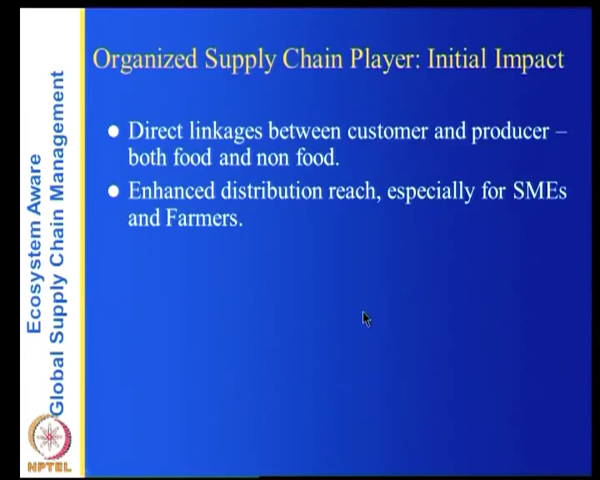 Organized Supply Chain Player: Initial Impact
● Direct linkages between customer and producer –
both food and non food.
● Enhanced distribution reach, especially for SMEs
and Farmers.
Ecosystem Aware
Global Supply Chain Management
NPTEL